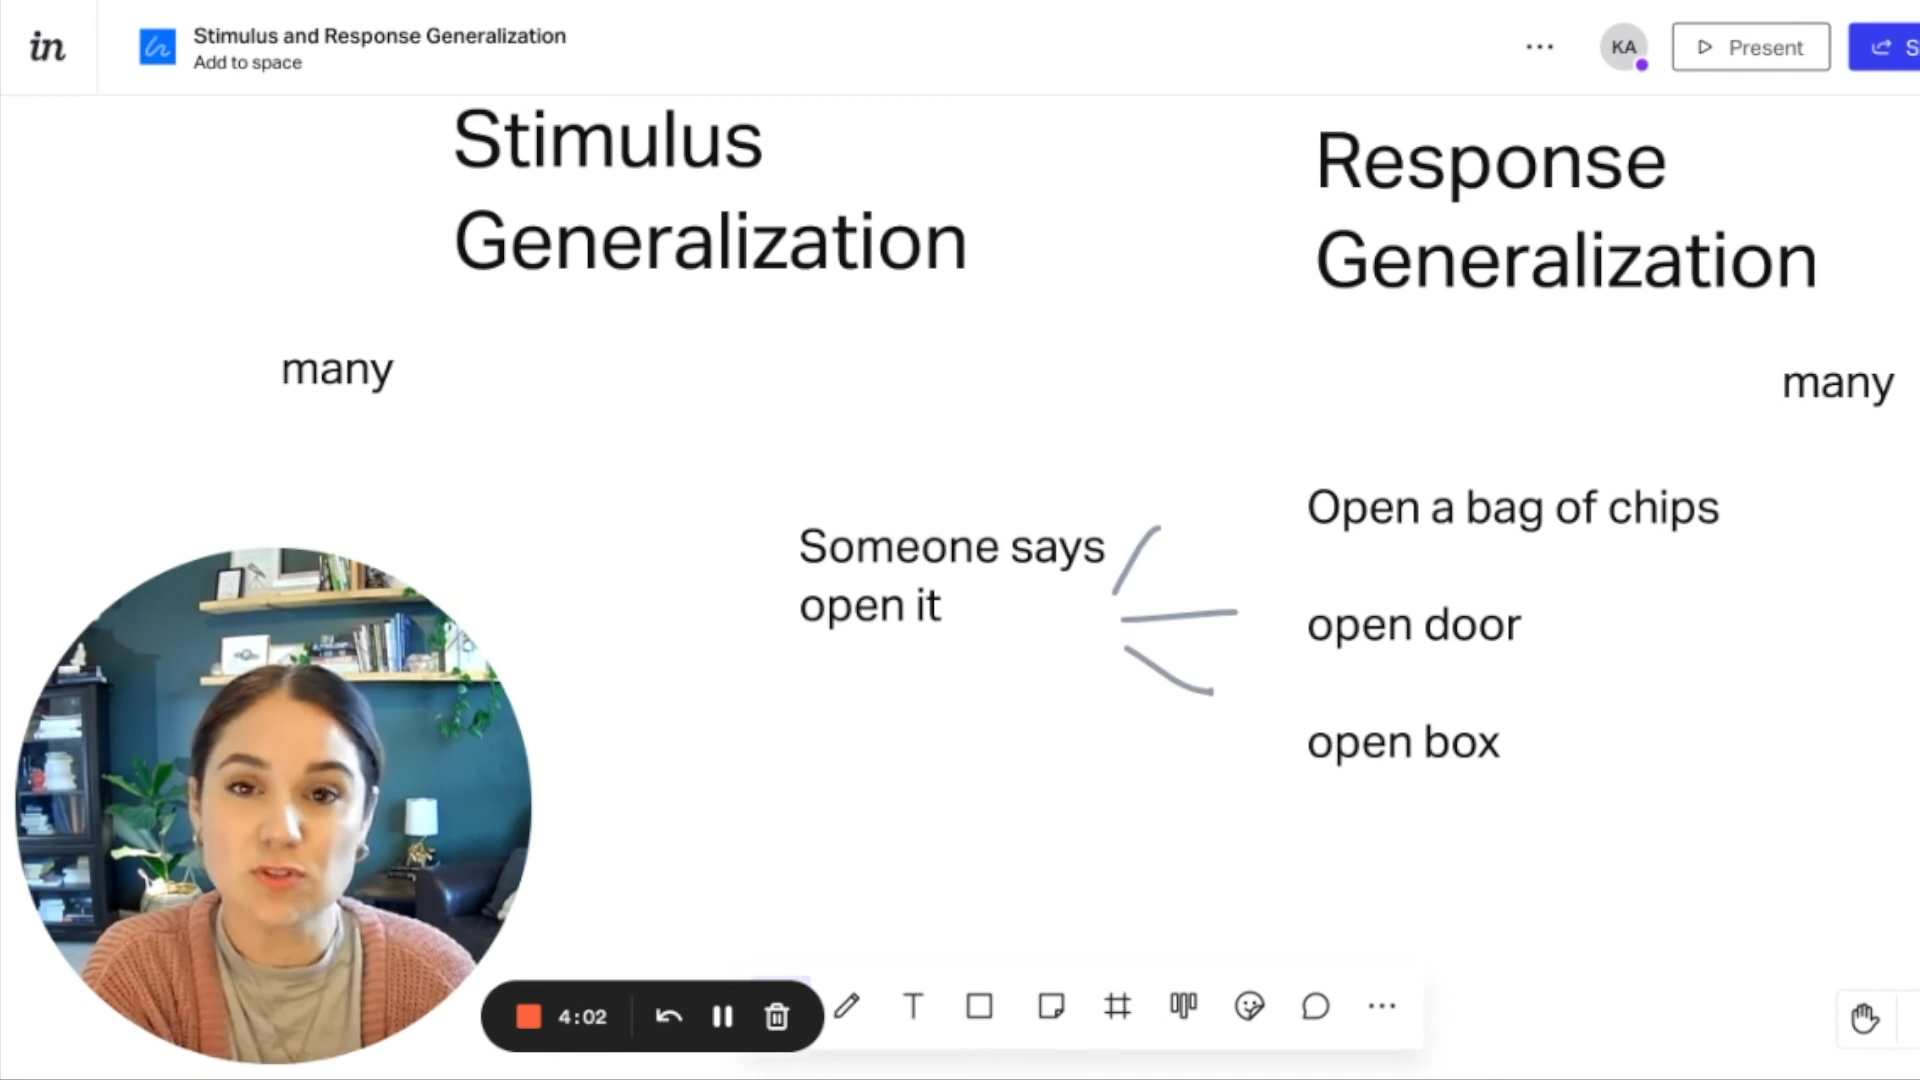 in
Stimulus and Response Generalization
Add to space
KA
Present
S
Stimulus
Generalization
Response
Generalization
many
many
Someone says
open it
Open a bag of chips
open door
open box
4:02
T